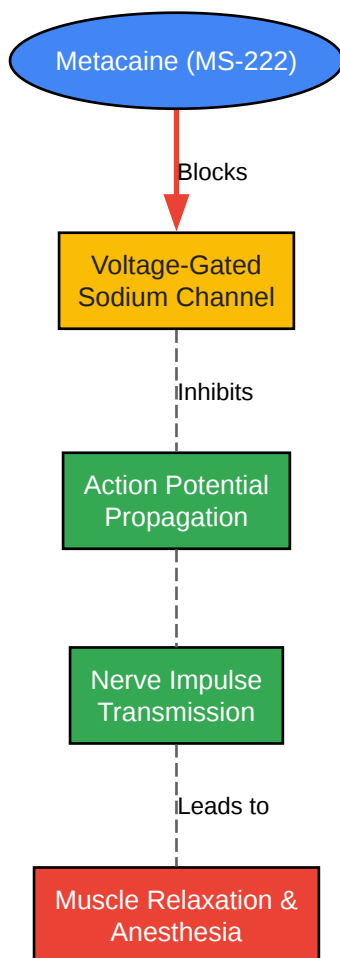 Metacaine (MS-222)
Blocks
Voltage-Gated
Sodium Channel
Inhibits
Action Potential
Propagation
Nerve Impulse
Transmission
Leads to
Muscle Relaxation &
Anesthesia